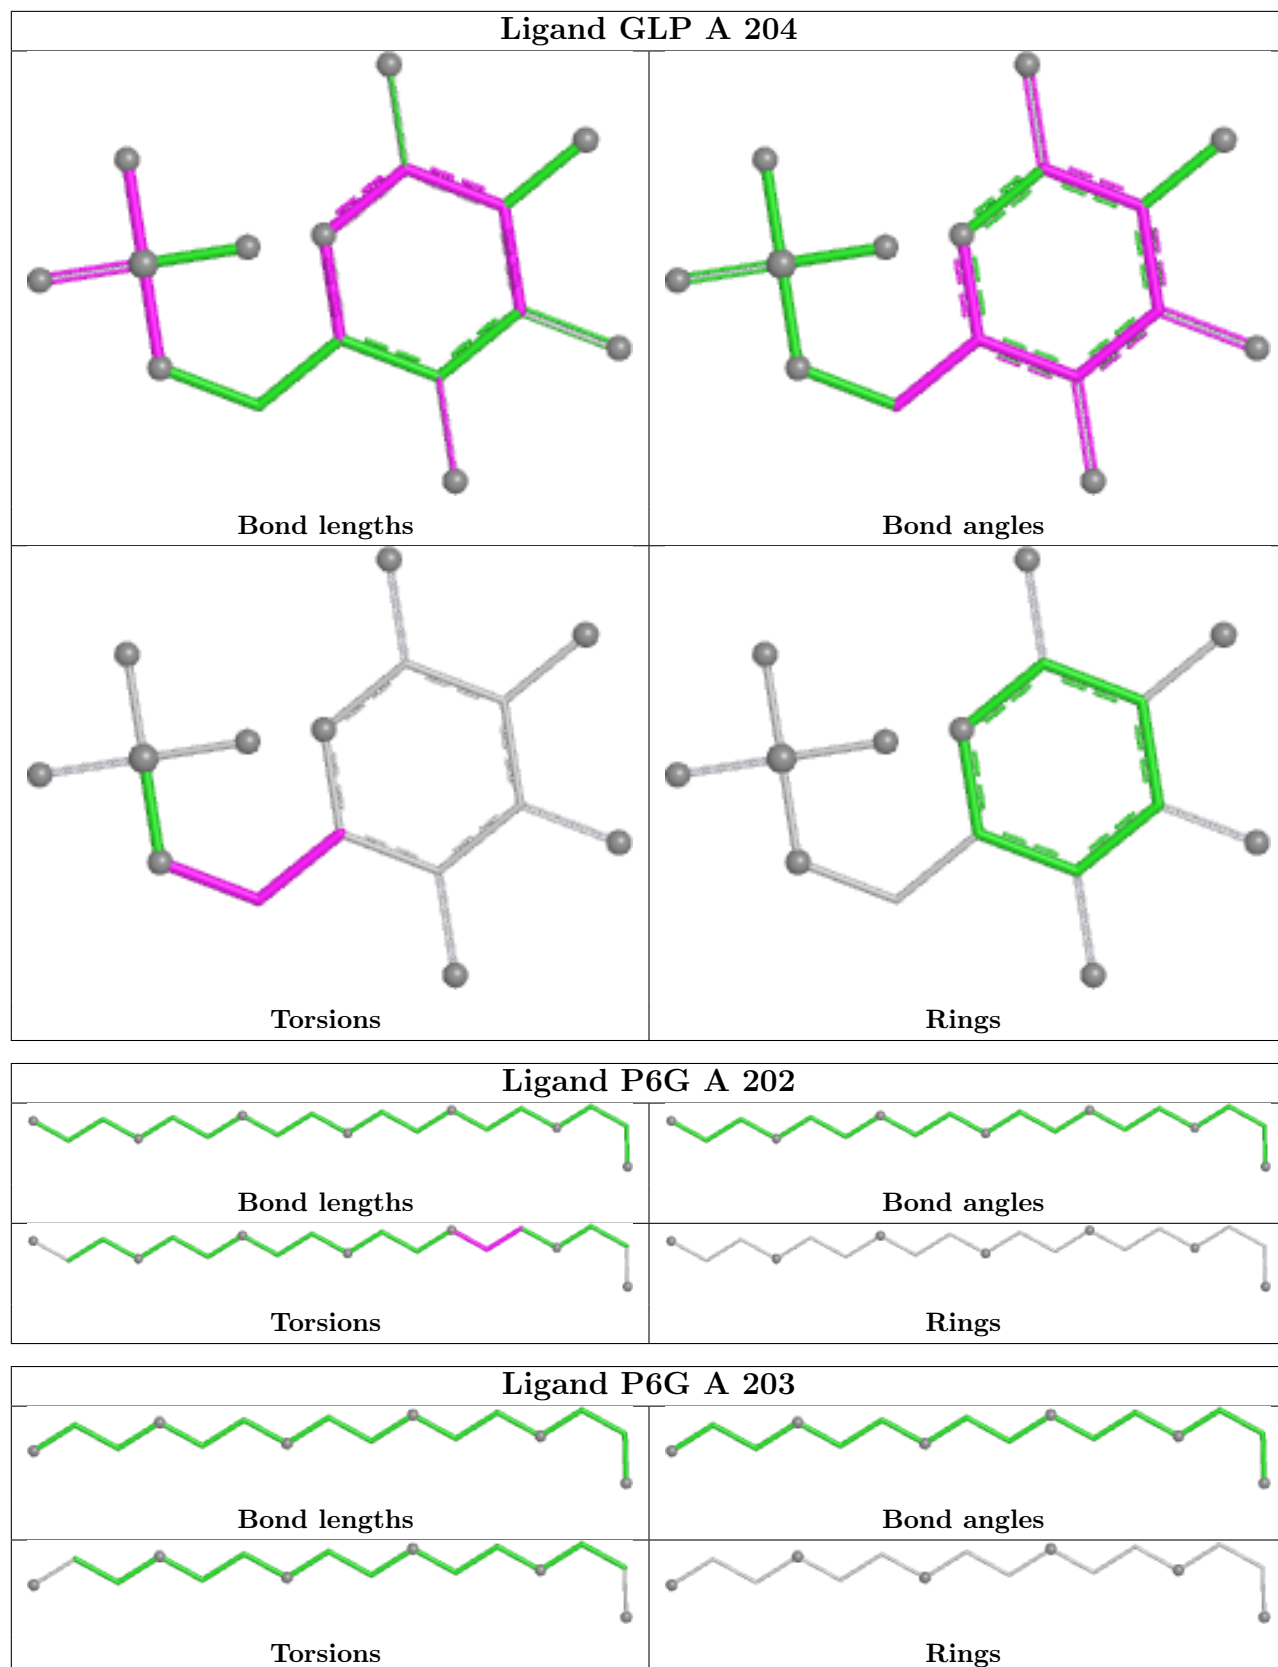 Ligand GLP A 204
Bond lengths
Bond angles
Torsions
Rings
Ligand P6G A 202
Bond lengths
Bond angles
Torsions
Rings
Ligand P6G A 203
Bond lengths
Bond angles
Torsions
Rings